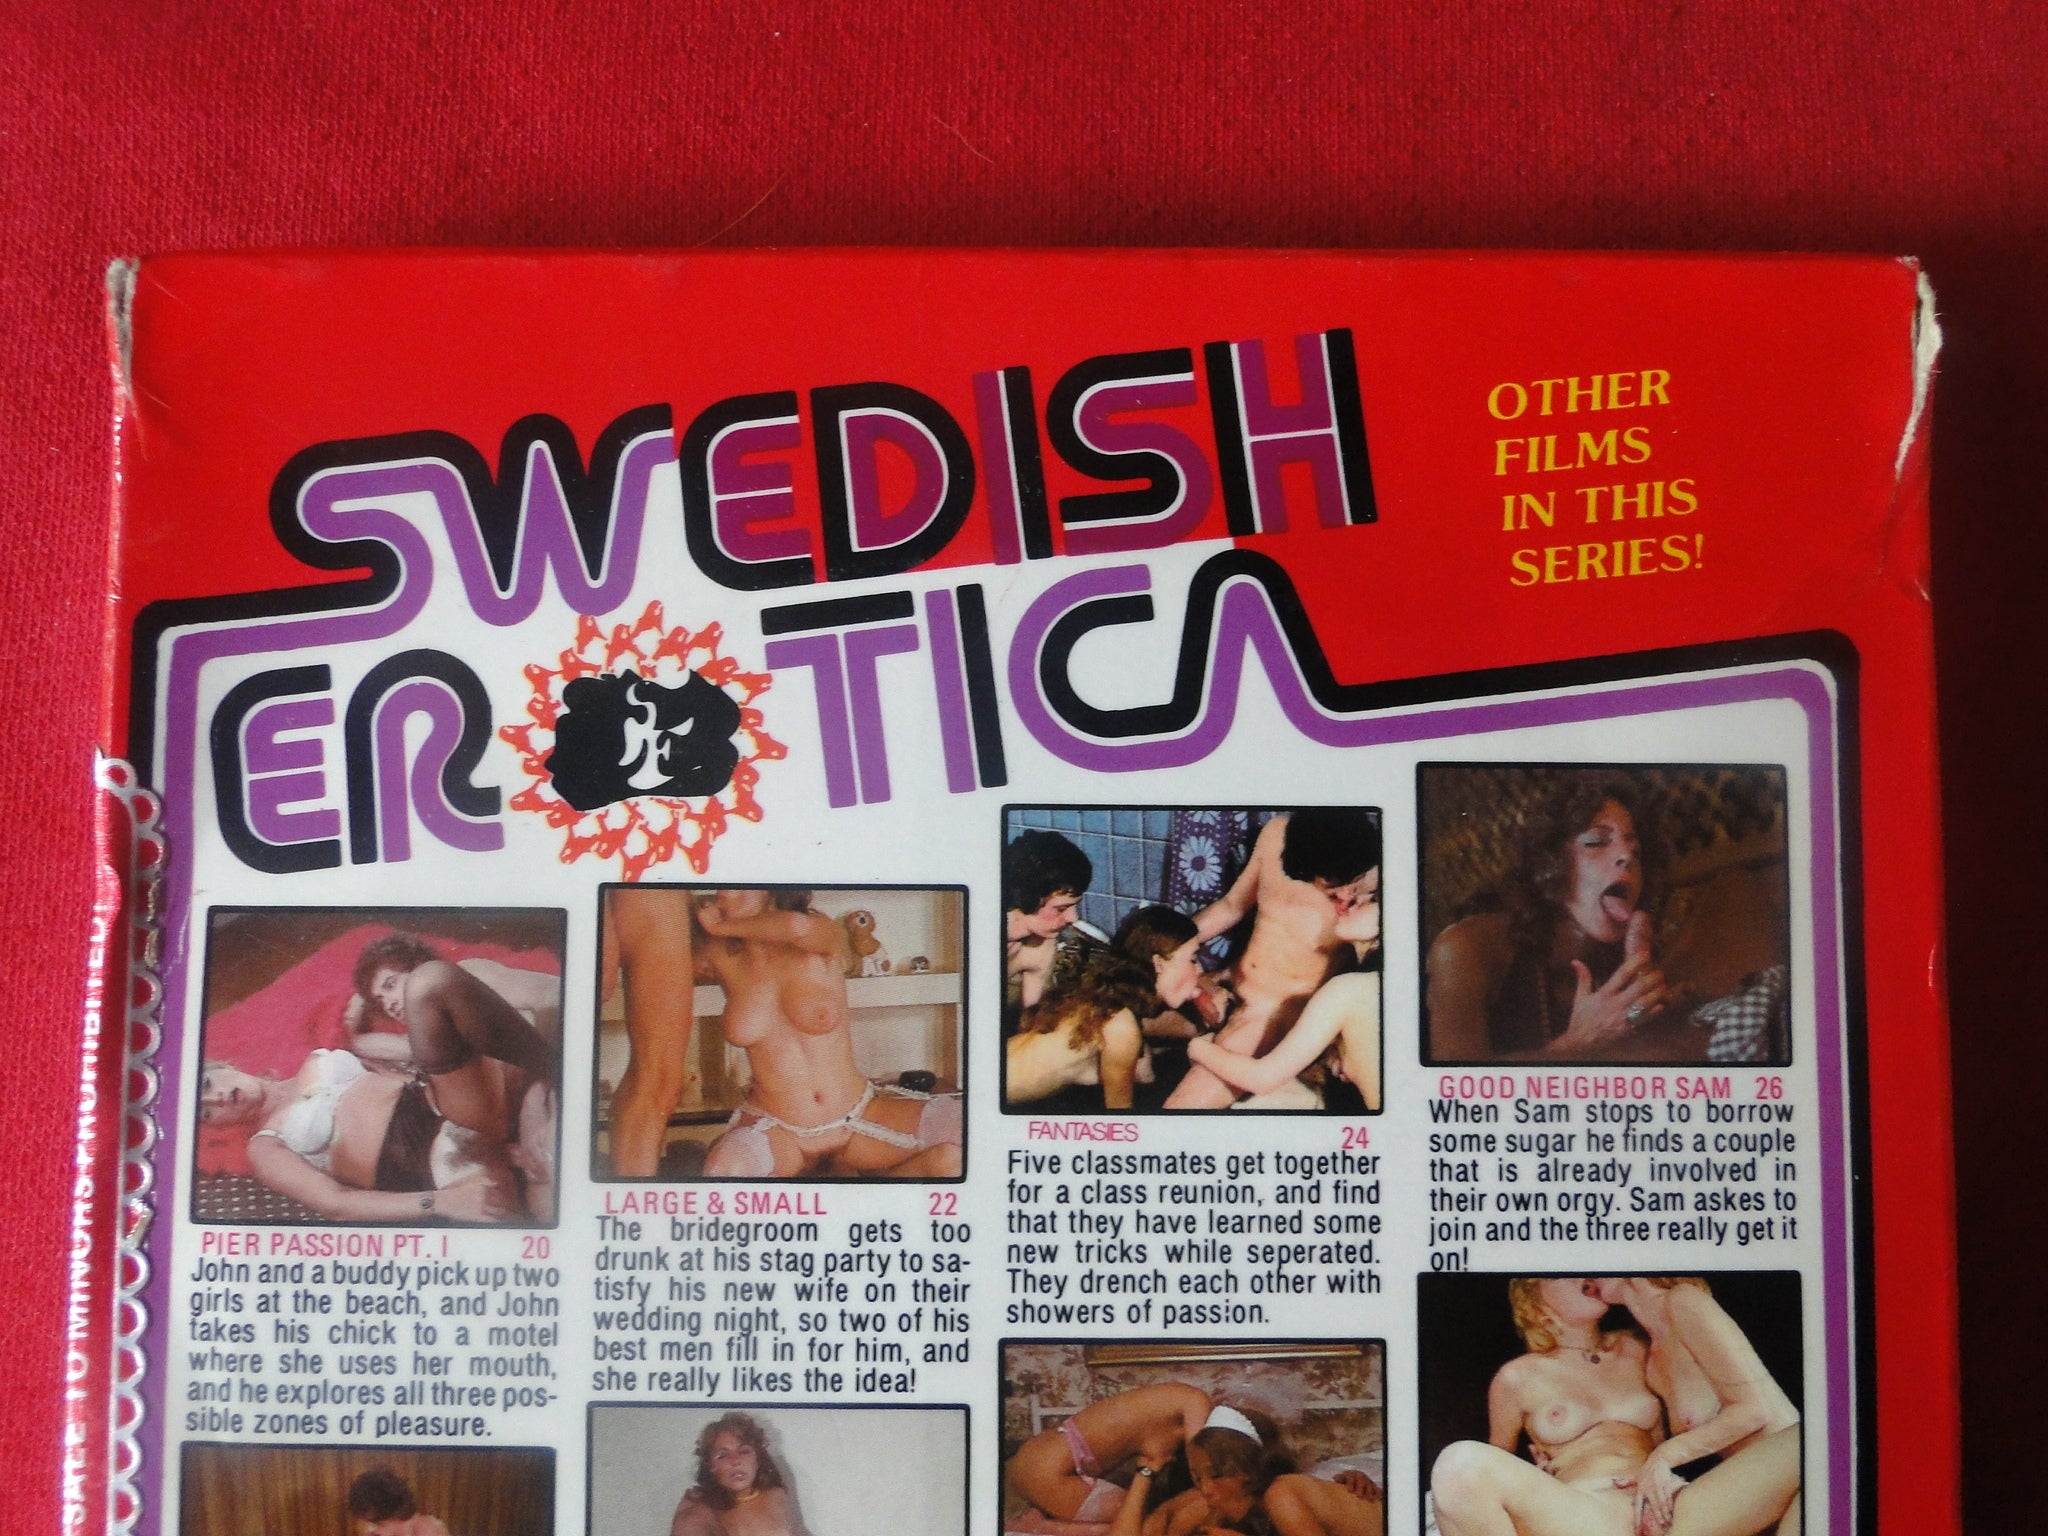 SWEDISH
EROTICA
OTHER
FILMS
IN THIS
SERIES!
SALE TO MINORS PROHIBITED
PIER PASSION PT. I 20
John and a buddy pick up two
girls at the beach, and John
takes his chick to a motel
where she uses her mouth,
and he explores all three pos-
sible zones of pleasure.
LARGE & SMALL 22
The bridegroom gets too
drunk at his stag party to sa-
tisfy his new wife on their
wedding night, so two of his
best men fill in for him, and
she really likes the idea!
FANTASIES 24
Five classmates get together
for a class reunion, and find
that they have learned some
new tricks while seperated.
They drench each other with
showers of passion.
GOOD NEIGHBOR SAM 26
When Sam stops to borrow
some sugar he finds a couple
that is already involved in
their own orgy. Sam askes to
join and the three really get it
on!